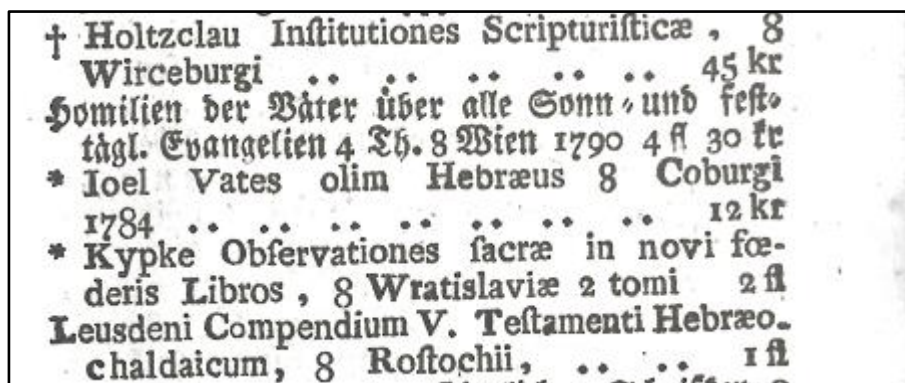 † Holtzclau Inſtitutiones Scripturiſticæ , 8
Wirceburgi .. .. .. .. .. 45 kr
Homilien der Väter über alle Sonn⸗und feſt⸗
tägl. Evangelien 4 Th. 8 Wien 1790 4 fl 30 kr
* Ioel Vates olim Hebræus 8 Coburgi
1784 .. .. .. .. .. .. .. 12 kr
* Kypke Obſervationes ſacræ in novi fœ-
deris Libros , 8 Wratislaviæ 2 tomi 2 fl
Leusdeni Compendium V. Teſtamenti Hebræo-
chaldaicum, 8 Roſtochii, .. .. 1 fl